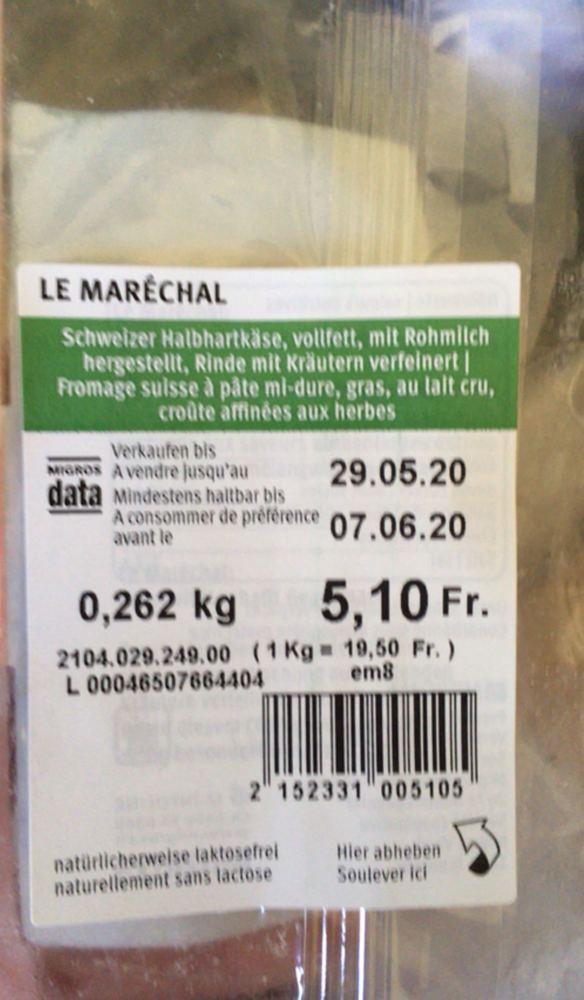 LE MARÉCHAL
Schweizer Halbhartkäse, vollfett, mit Rohmilch
hergestellt, Rinde mit Kräutern verfeinert |
Fromage suisse à pâte mi-dure, gras, au lait cru,
croûte affinées aux herbes
MIGROS
data
Verkaufen bis
A vendre jusqu'au
29.05.20
Mindestens haltbar bis
A consommer de préférence
avant le
07.06.20
0,262 kg 5,10 Fr.
2104.029.249.00 (1 Kg = 19,50 Fr.)
L 00046507664404 em8
2 152331 005105
natürlicherweise laktosefrei
naturellement sans lactose
Hier abheben
Soulever ici